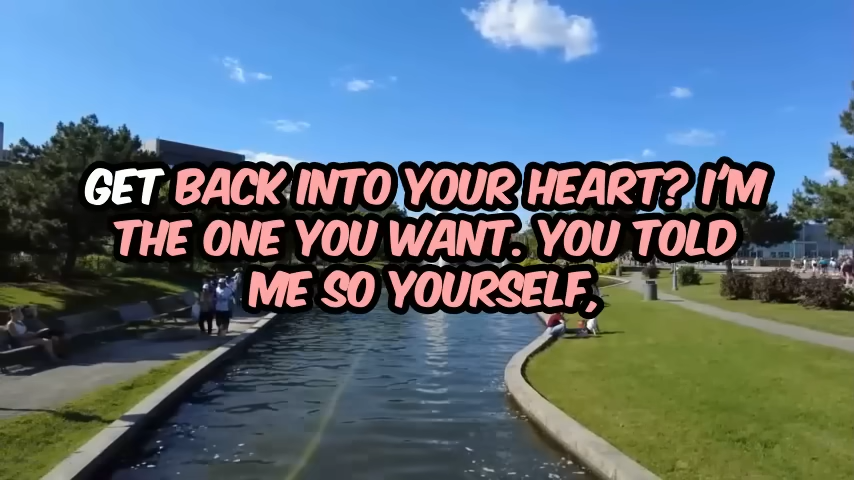 GET BACK INTO YOUR HEART? I'M
THE ONE YOU WANT. YOU TOLD
ME SO YOURSELF,